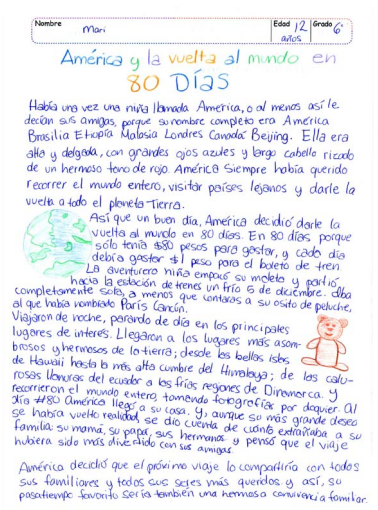 Nombre Mari Edad 12 años Grado 6°
América y la vuelta al mundo en
80 Días
Había una vez una niña llamada América, o al menos así le
decían sus amigos, porque su nombre completo era América
Brasilia Etiopía Malasia Londres Canadá Beijing. Ella era
alta y delgada, con grandes ojos azules y largo cabello rizado
de un hermoso tono de rojo. América Siempre había querido
recorrer el mundo entero, visitar países lejanos y darle la
vuelta a todo el planeta Tierra.
Así que un buen día, América decidió darle la
vuelta al mundo en 80 días. En 80 días porque
sólo tenía $80 pesos para gastar, y cada día
debía gastar $1 peso para el boleto de tren.
La aventurera niña empacó su maleta y partió
hacia la estación de trenes un frío 5 de diciembre. Iba
completamente sola, a menos que contaras a su osito de peluche,
al que había nombrado París Cancún.
Viajaron de noche, parando de día en los principales
lugares de interés. Llegaron a los lugares más asom-
brosos y hermosos de la tierra; desde las bellas islas
de Hawaii hasta la más alta cumbre del Himalaya; de las calu-
rosas llanuras del ecuador a las frías regiones de Dinamarca. Y
recorrieron el mundo entero, tomando fotografías por doquier. Al
día #80 América llegó a su casa. Y, aunque su más grande deseo
se había vuelto realidad, se dió cuenta de cuánto extrañaba a su
familia: su mamá, su papá, sus hermanos y pensó que el viaje
hubiera sido más divertido con sus amigas.
América decidió que el próximo viaje lo compartiría con todos
sus familiares y todos sus seres más queridos y así, su
pasatiempo favorito sería también una hermosa convivencia familiar.